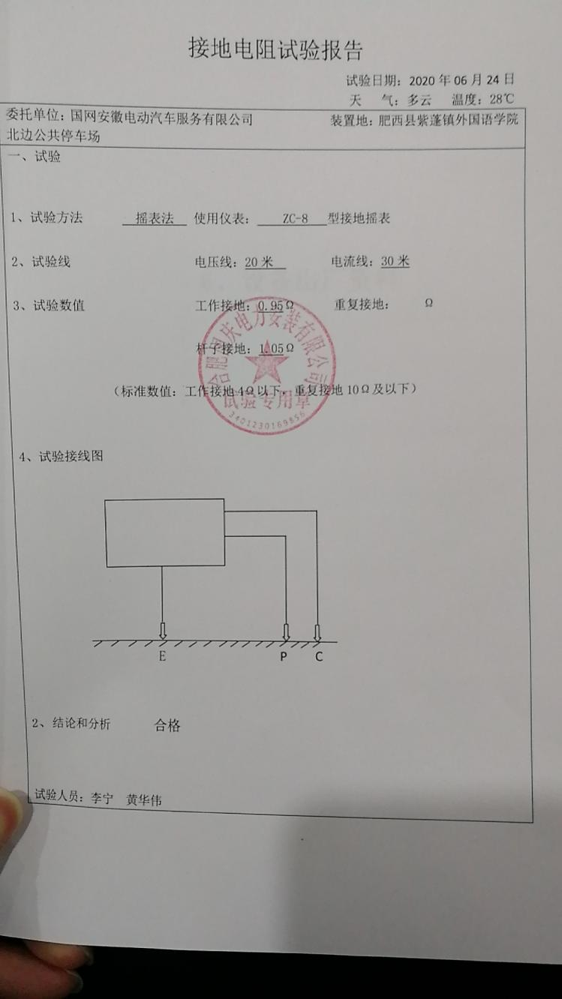 接地电阻试验报告
试验日期：2020 年 06 月 24 日
天 气：多云 温度：28℃
委托单位：国网安徽电动汽车服务有限公司 装置地：肥西县紫蓬镇外国语学院
北边公共停车场
一、试验
1、试验方法 摇表法 使用仪表： ZC-8 型接地摇表
2、试验线 电压线：20 米 电流线：30 米
3、试验数值 工作接地：0.95Ω 重复接地： Ω
杆子接地：1.05Ω
（标准数值：工作接地 4Ω以下，重复接地 10Ω及以下）
庆电力安装有限公司
试验专用章
3401230169856
4、试验接线图
E P C
2、结论和分析 合格
试验人员：李宁 黄华伟